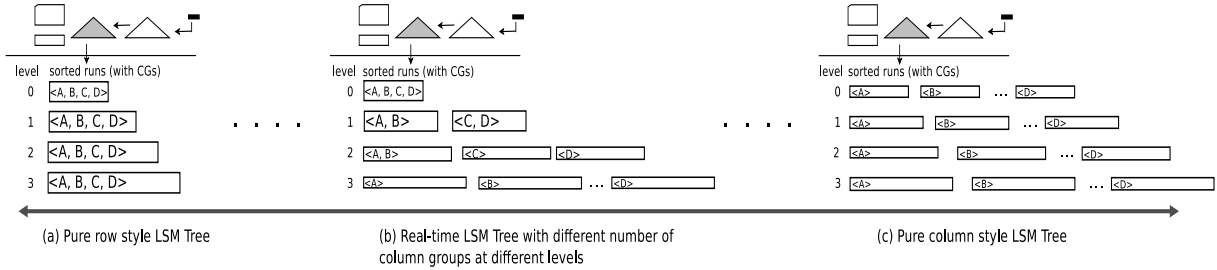 level sorted runs (with CGs)
0 <A, B, C, D>
1 <A, B, C, D>
2 <A, B, C, D>
3 <A, B, C, D>
(a) Pure row style LSM Tree
. . . .
level sorted runs (with CGs)
0 <A, B, C, D>
1 <A, B> <C, D>
2 <A, B> <C> <D>
3 <A> <B> ... <D>
(b) Real-time LSM Tree with different number of
column groups at different levels
. . . .
level sorted runs (with CGs)
0 <A> <B> ... <D>
1 <A> <B> ... <D>
2 <A> <B> ... <D>
3 <A> <B> ... <D>
(c) Pure column style LSM Tree